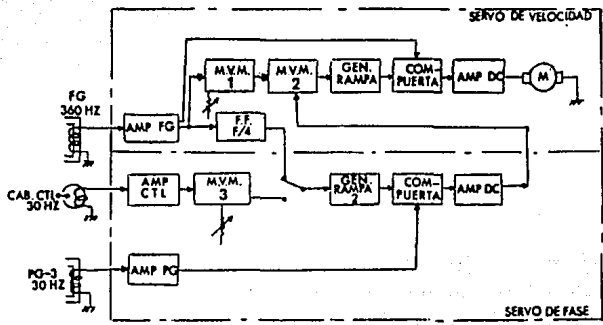 SERVO DE VELOCIDAD
FG
360 HZ
AMP FG
M.V.M.
1
M.V.M.
2
GEN.
RAMPA
COM-
PUERTA
AMP DC
M
F.F.
F/4
CAB. CTL
30 HZ
AMP
CTL
M.V.M.
3
GEN.
RAMPA
2
COM-
PUERTA
AMP DC
PG-3
30 HZ
AMP PG
SERVO DE FASE